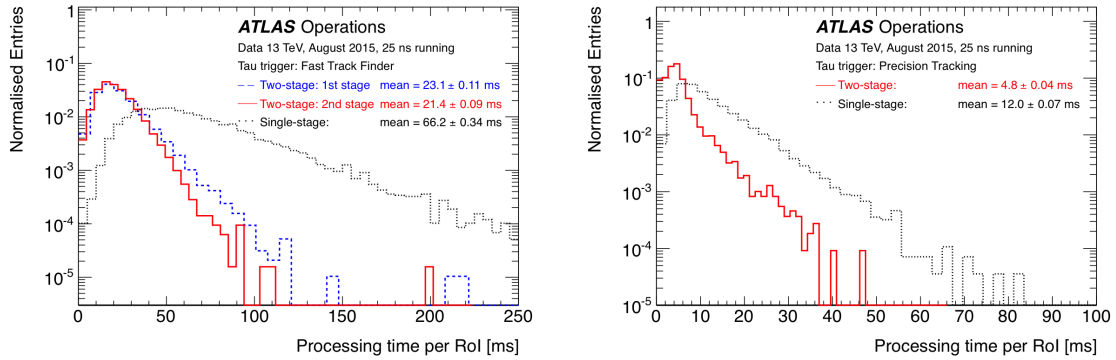 Normalised Entries
10⁻¹
10⁻²
10⁻³
10⁻⁴
10⁻⁵
ATLAS Operations
Data 13 TeV, August 2015, 25 ns running
Tau trigger: Fast Track Finder
Two-stage: 1st stage mean = 23.1 ± 0.11 ms
Two-stage: 2nd stage mean = 21.4 ± 0.09 ms
Single-stage: mean = 66.2 ± 0.34 ms
0 50 100 150 200 250
Processing time per RoI [ms]
Normalised Entries
1
10⁻¹
10⁻²
10⁻³
10⁻⁴
10⁻⁵
ATLAS Operations
Data 13 TeV, August 2015, 25 ns running
Tau trigger: Precision Tracking
Two-stage: mean = 4.8 ± 0.04 ms
Single-stage: mean = 12.0 ± 0.07 ms
0 10 20 30 40 50 60 70 80 90 100
Processing time per RoI [ms]